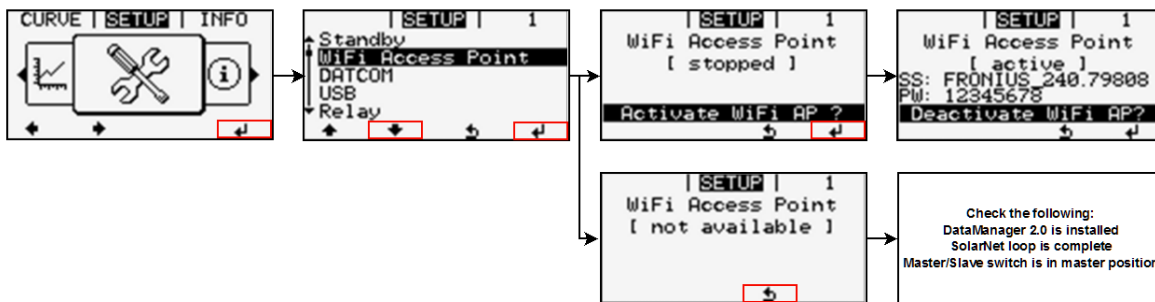 CURVE | SETUP | INFO
| SETUP | 1
Standby
WiFi Access Point
DATCOM
USB
Relay
| SETUP | 1
WiFi Access Point
[ stopped ]
Activate WiFi AP ?
| SETUP | 1
WiFi Access Point
[ active ]
SS: FRONIUS_240.79808
PW: 12345678
Deactivate WiFi AP?
| SETUP | 1
WiFi Access Point
[ not available ]
Check the following:
DataManager 2.0 is installed
SolarNet loop is complete
Master/Slave switch is in master position